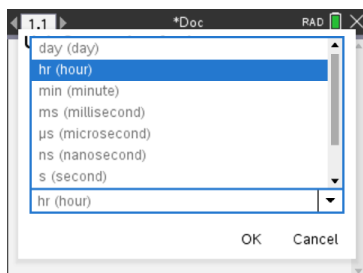 1.1 *Doc RAD
day (day)
hr (hour)
min (minute)
ms (millisecond)
µs (microsecond)
ns (nanosecond)
s (second)
hr (hour)
OK Cancel